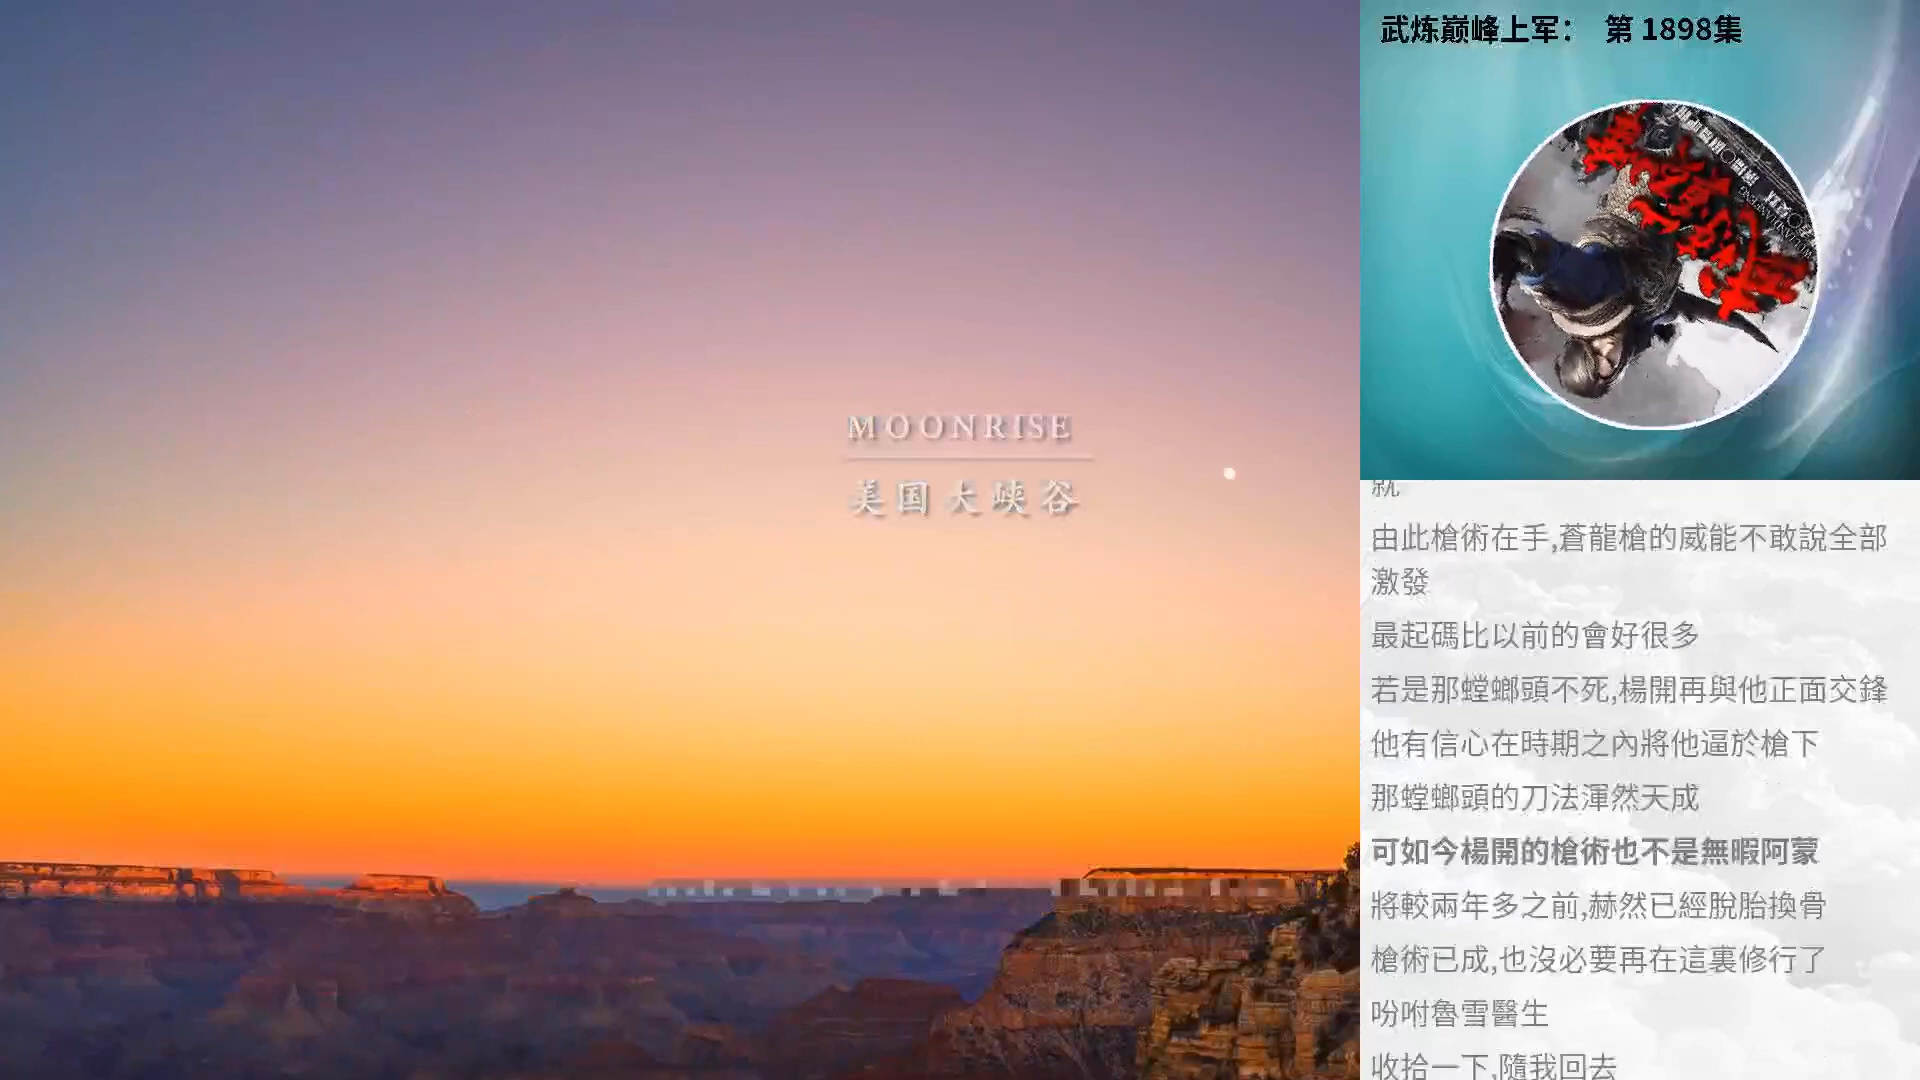 MOONRISE
美国大峡谷
武炼巅峰上军： 第 1898集
就
由此槍術在手,蒼龍槍的威能不敢說全部
激發
最起碼比以前的會好很多
若是那螳螂頭不死,楊開再與他正面交鋒
他有信心在時期之內將他逼於槍下
那螳螂頭的刀法渾然天成
可如今楊開的槍術也不是無暇阿蒙
將較兩年多之前,赫然已經脫胎換骨
槍術已成,也沒必要再在這裏修行了
吩咐魯雪醫生
收拾一下,隨我回去